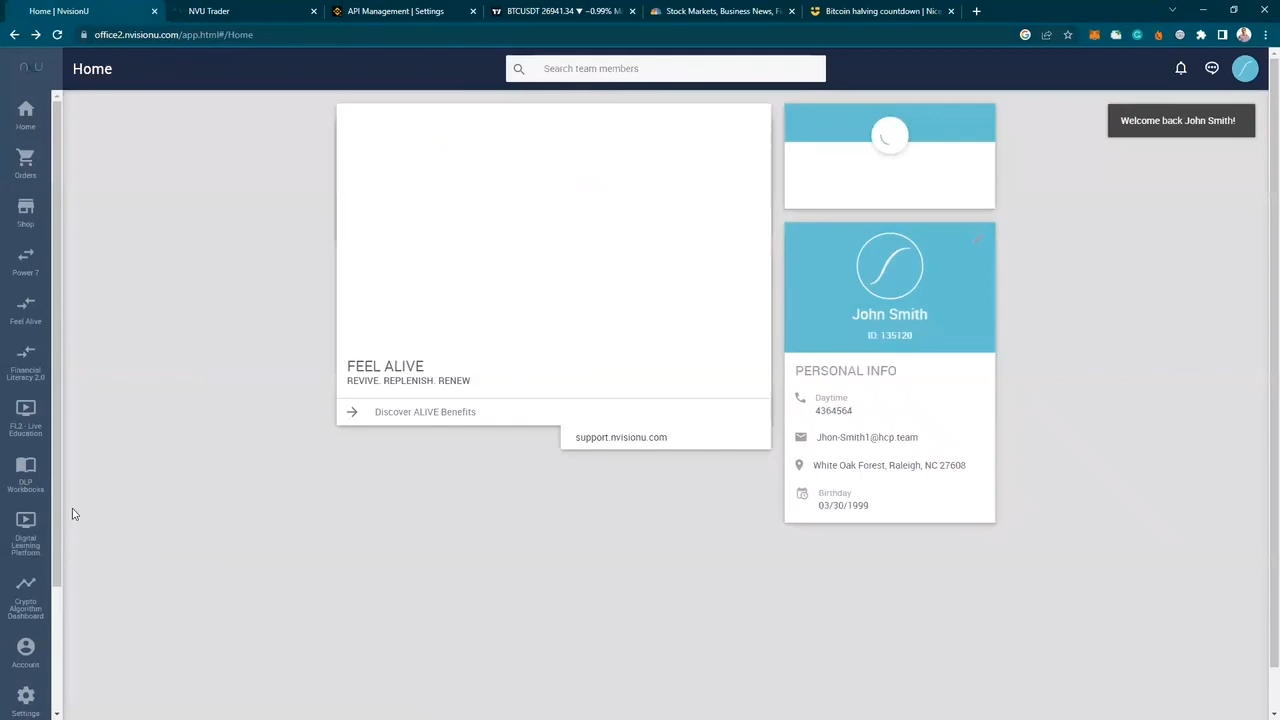 Home | NvisionU
NVU Trader
API Management | Settings
BTCUSDT 26941.34 ▼ −0.99% M
Stock Markets, Business News, F
Bitcoin halving countdown | Nice
office2.nvisionu.com/app.html#/Home
Home
Search team members
Welcome back John Smith!
Home
Orders
Shop
Power 7
Feel Alive
Financial
Literacy 2.0
FL2 - Live
Education
DLP
Workbooks
Digital
Learning
Platform
Crypto
Algorithm
Dashboard
Account
Settings
FEEL ALIVE
REVIVE. REPLENISH. RENEW
Discover ALIVE Benefits
support.nvisionu.com
John Smith
ID: 135120
PERSONAL INFO
Daytime
4364564
Jhon-Smith1@hcp.team
White Oak Forest, Raleigh, NC 27608
Birthday
03/30/1999